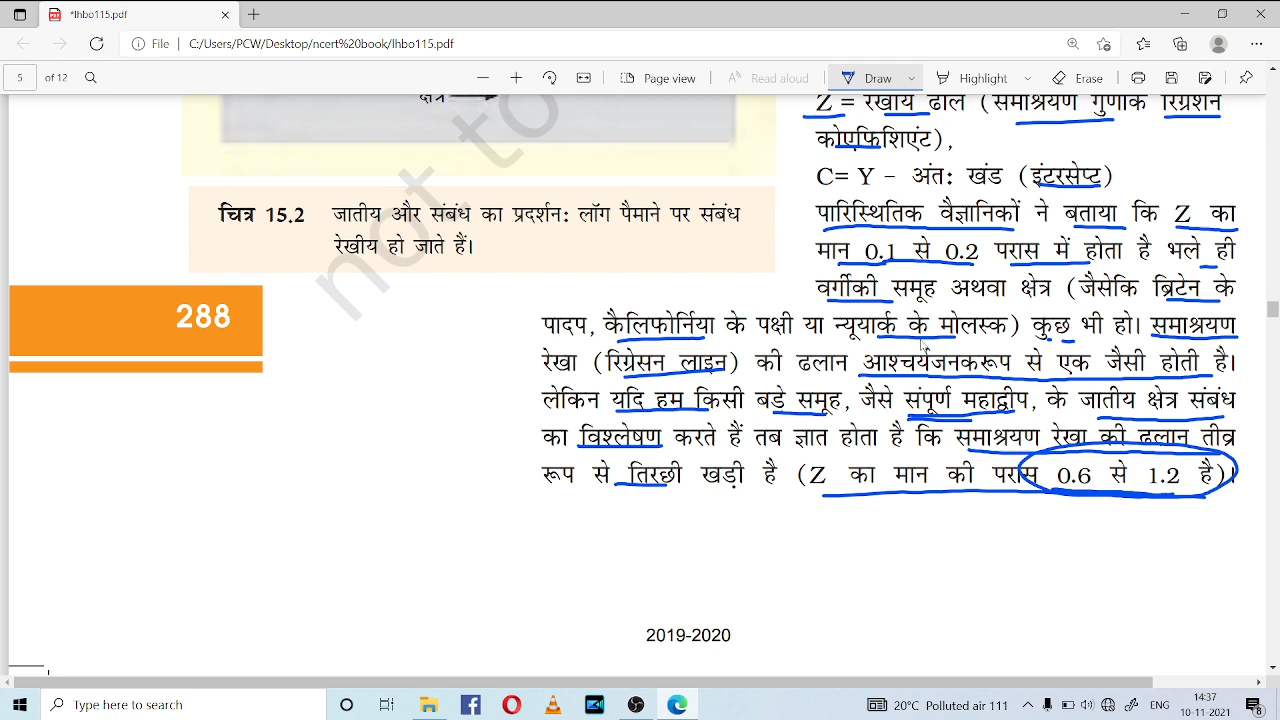 *lhbo115.pdf
File C:/Users/PCW/Desktop/ncert%20book/lhbo115.pdf
5 of 12 Page view Read aloud Draw Highlight Erase
क्षेत्र
Z = रेखीय ढाल (समाश्रयण गुणांक रिग्रेशन
कोएफिशिएंट),
C= Y - अंत: खंड (इंटरसेप्ट)
पारिस्थितिक वैज्ञानिकों ने बताया कि Z का
मान 0.1 से 0.2 परास में होता है भले ही
वर्गीकी समूह अथवा क्षेत्र (जैसेकि ब्रिटेन के
पादप, कैलिफोर्निया के पक्षी या न्यूयार्क के मोलस्क) कुछ भी हो। समाश्रयण
रेखा (रिग्रेसन लाइन) की ढलान आश्चर्यजनकरूप से एक जैसी होती है।
लेकिन यदि हम किसी बडे समूह, जैसे संपूर्ण महाद्वीप, के जातीय क्षेत्र संबंध
का विश्लेषण करते हैं तब ज्ञात होता है कि समाश्रयण रेखा की ढलान तीव्र
रूप से तिरछी खड़ी है (Z का मान की परास 0.6 से 1.2 है)।
चित्र 15.2 जातीय और संबंध का प्रदर्शन: लॉग पैमाने पर संबंध
रेखीय हो जाते हैं।
288
not to
2019-2020
Type here to search
20°C Polluted air 111
ENG
14:37
10-11-2021
8